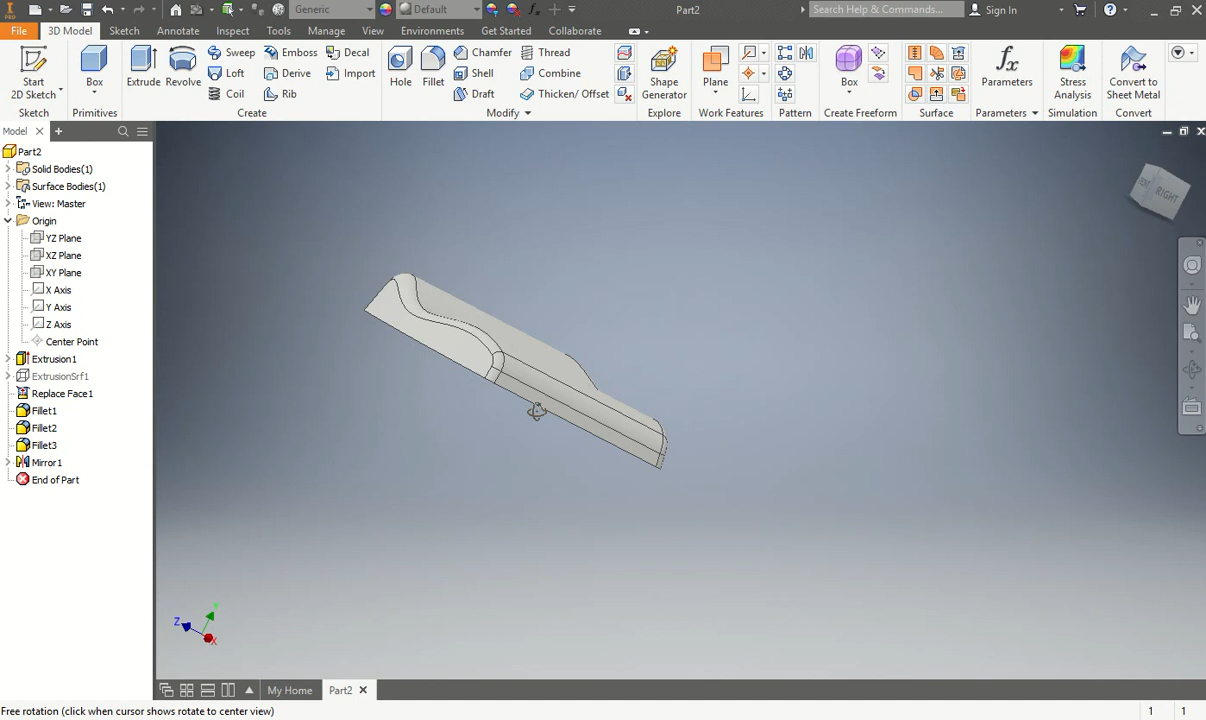 Generic
Default
Part2
Search Help & Commands...
Sign In
PRO
File
3D Model
Sketch
Annotate
Inspect
Tools
Manage
View
Environments
Get Started
Collaborate
Start
2D Sketch
Sketch
Box
Primitives
Extrude
Revolve
Sweep
Emboss
Decal
Loft
Derive
Import
Coil
Rib
Create
Hole
Fillet
Chamfer
Thread
Shell
Combine
Draft
Thicken/ Offset
Modify
Shape
Generator
Explore
Plane
Work Features
Pattern
Box
Create Freeform
Surface
fx
Parameters
Parameters
Stress
Analysis
Simulation
Convert to
Sheet Metal
Convert
Model
Part2
Solid Bodies(1)
Surface Bodies(1)
View: Master
Origin
YZ Plane
XZ Plane
XY Plane
X Axis
Y Axis
Z Axis
Center Point
Extrusion1
ExtrusionSrf1
Replace Face1
Fillet1
Fillet2
Fillet3
Mirror1
End of Part
RIGHT
Z
X
My Home
Part2
Free rotation (click when cursor shows rotate to center view)
1
1